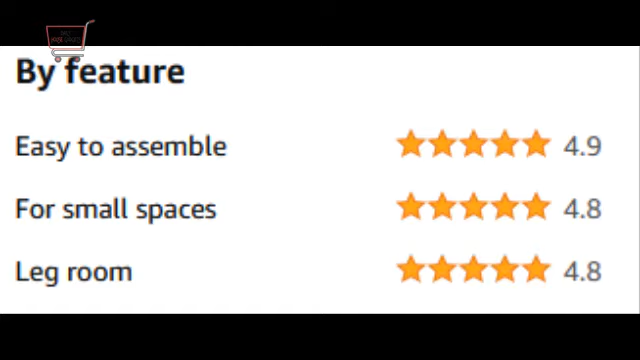 By feature
Easy to assemble 4.9
For small spaces 4.8
Leg room 4.8